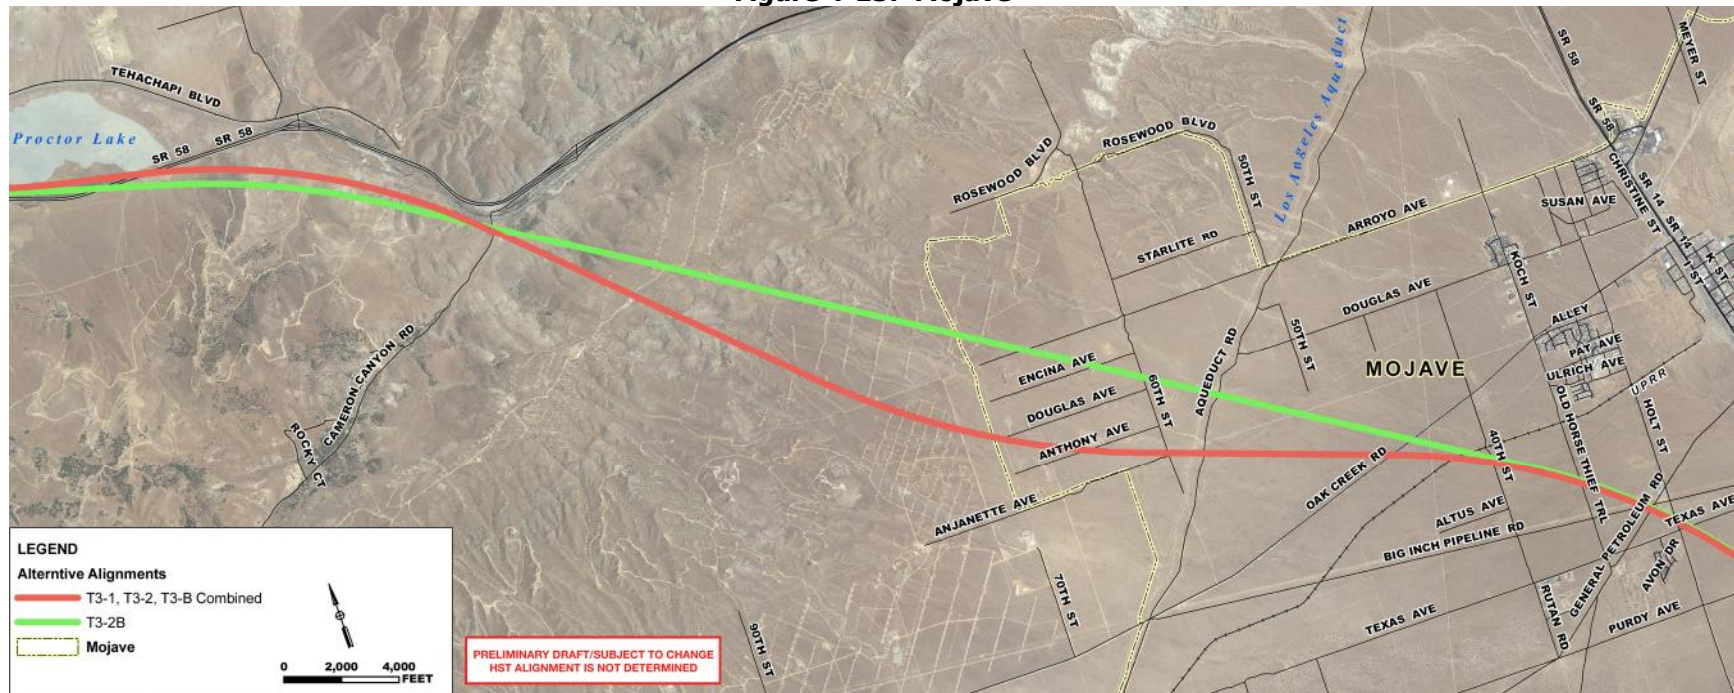 TEHACHAPI BLVD
Proctor Lake
SR 58
SR 58
CAMERON CANYON RD
ROCKY CT
Los Angeles Aqueduct
SR 58
MEYER ST
SR 58
ROSEWOOD BLVD
ROSEWOOD BLVD
50TH ST
CHRISTINE ST
SR 14
SR 14
ARROYO AVE
SUSAN AVE
STARLITE RD
KOCH ST
I ST
K ST
DOUGLAS AVE
50TH ST
ALLEY
PAT AVE
ULRICH AVE
UPRR
MOJAVE
AQUEDUCT RD
ENCINA AVE
60TH ST
DOUGLAS AVE
ANTHONY AVE
OLD HORSE THIEF TRL
HOLT ST
40TH ST
OAK CREEK RD
ANJANETTE AVE
ALTUS AVE
BIG INCH PIPELINE RD
GENERAL PETROLEUM RD
TEXAS AVE
AVON DR
70TH ST
90TH ST
TEXAS AVE
RUTAN RD
PURDY AVE
LEGEND
Alterntive Alignments
T3-1, T3-2, T3-B Combined
T3-2B
Mojave
0 2,000 4,000
FEET
PRELIMINARY DRAFT/SUBJECT TO CHANGE
HST ALIGNMENT IS NOT DETERMINED